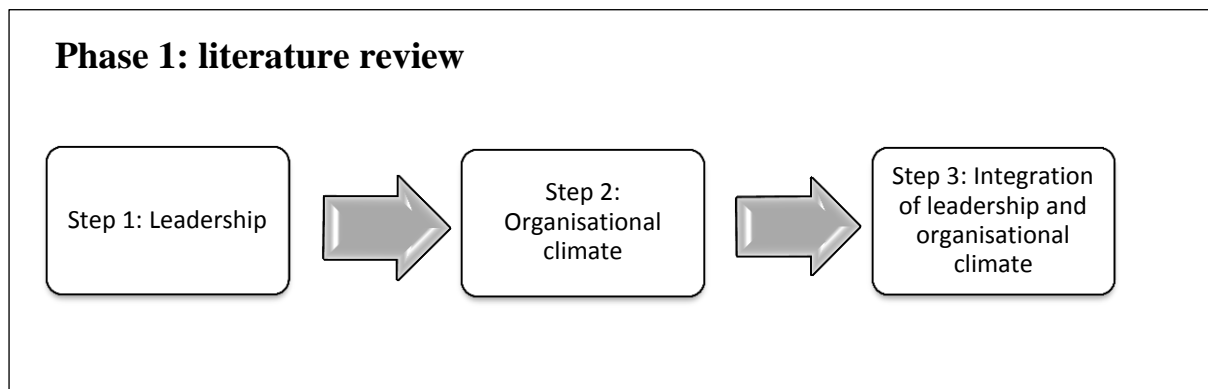 Phase 1: literature review
Step 1: Leadership
Step 2:
Organisational
climate
Step 3: Integration
of leadership and
organisational
climate